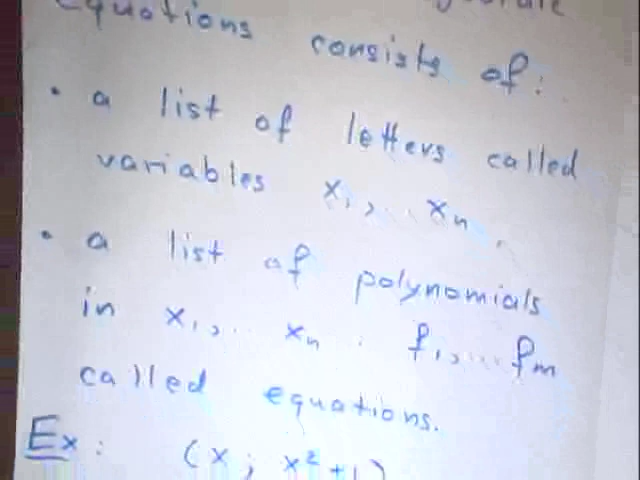 equations consists of:
• a list of letters called
variables x₁, ... xₙ.
• a list of polynomials
in x₁, ... xₙ. f₁, ... fₘ
called equations.
Ex: (x; x²+1)